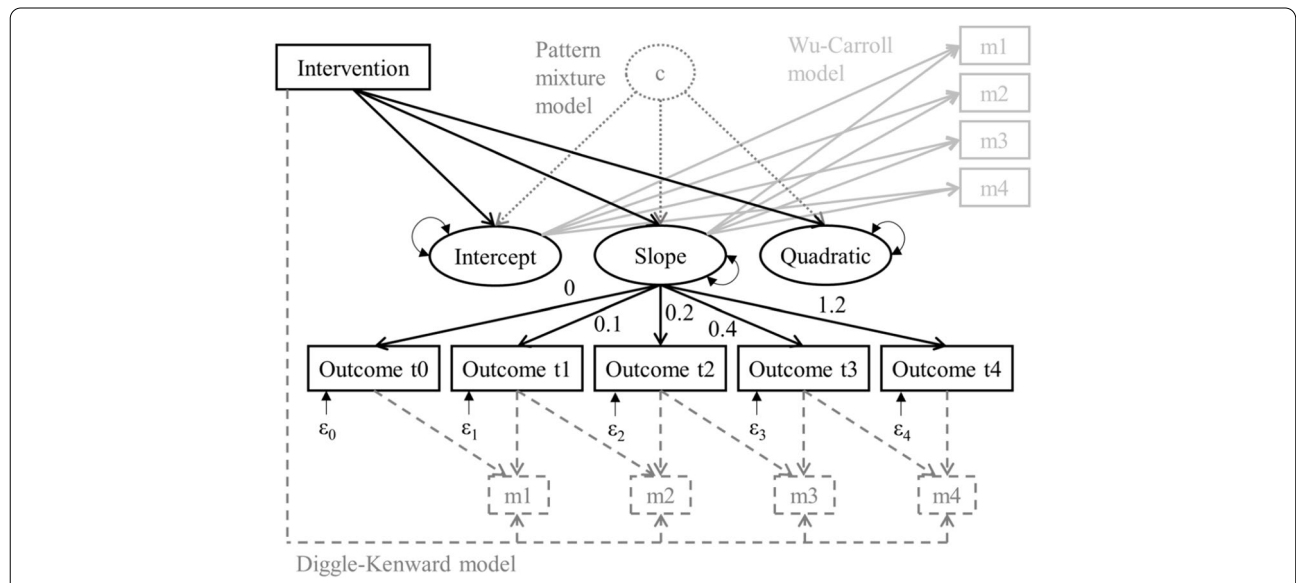 Intervention
Pattern
mixture
model
c
Wu-Carroll
model
m1
m2
m3
m4
Intercept
Slope
Quadratic
0
0.1
0.2
0.4
1.2
Outcome t0
Outcome t1
Outcome t2
Outcome t3
Outcome t4
ε0
ε1
ε2
ε3
ε4
m1
m2
m3
m4
Diggle-Kenward model